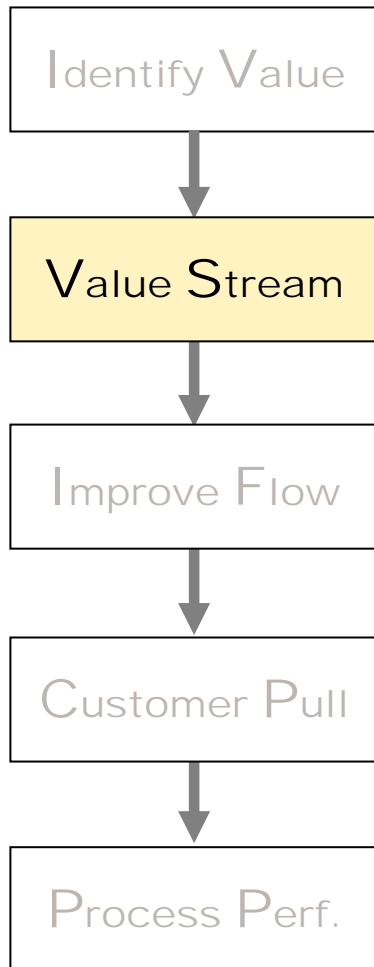 Identify Value
Value Stream
Improve Flow
Customer Pull
Process Perf.